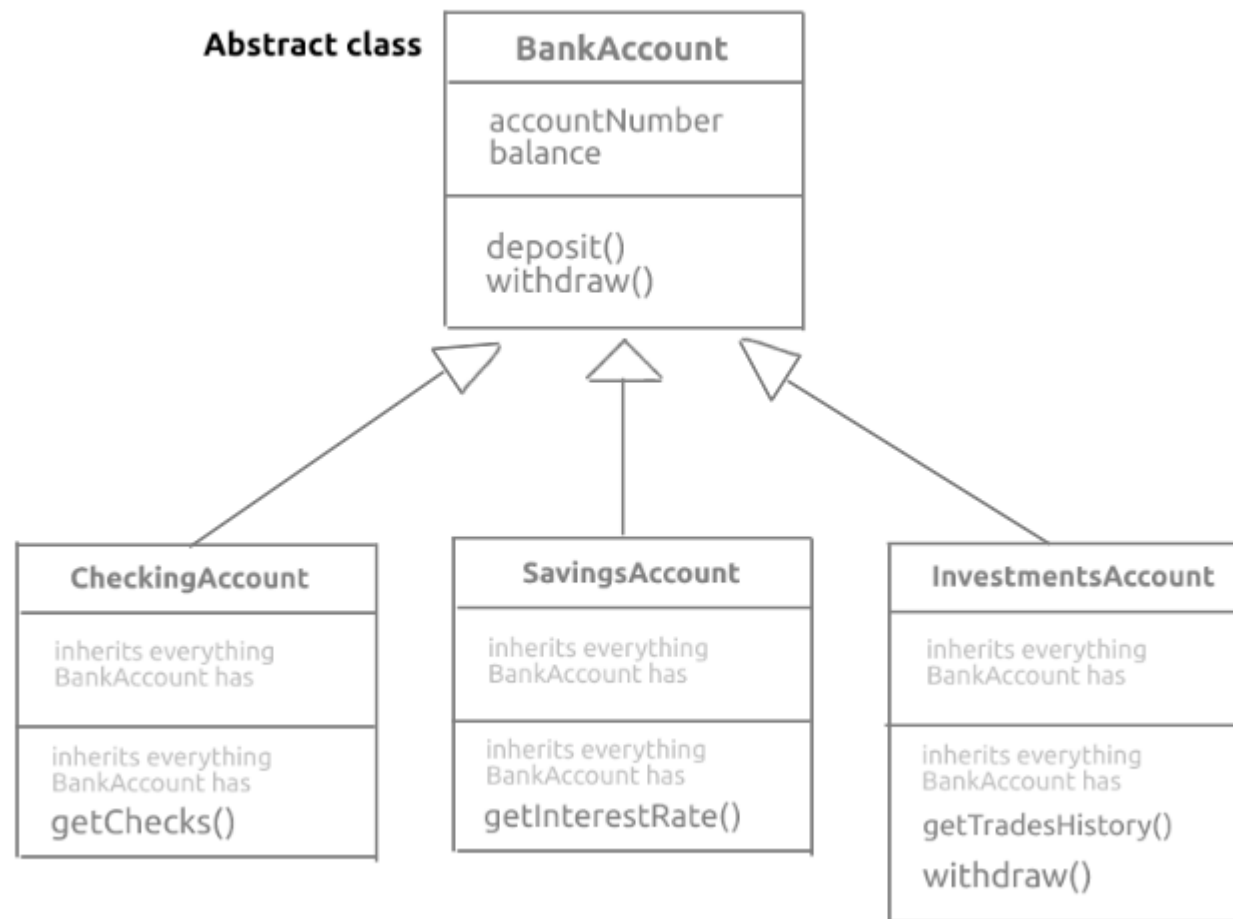 Abstract class
BankAccount
accountNumber
balance
deposit()
withdraw()
CheckingAccount
inherits everything
BankAccount has
inherits everything
BankAccount has
getChecks()
SavingsAccount
inherits everything
BankAccount has
inherits everything
BankAccount has
getInterestRate()
InvestmentsAccount
inherits everything
BankAccount has
inherits everything
BankAccount has
getTradesHistory()
withdraw()